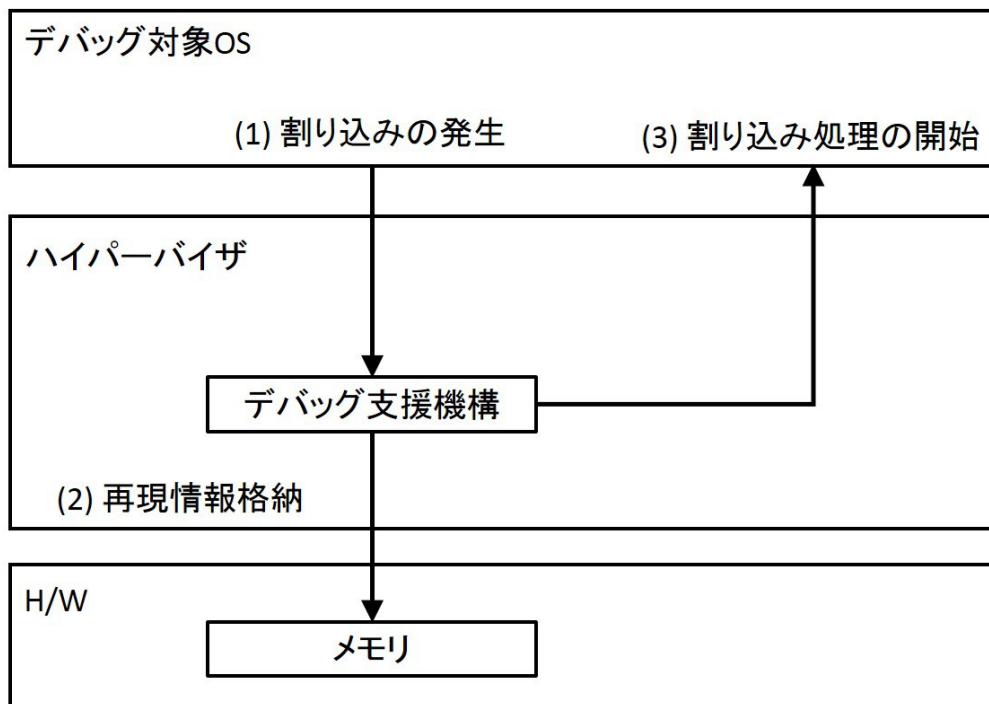 デバッグ対象OS
(1) 割り込みの発生
(3) 割り込み処理の開始
ハイパーバイザ
デバッグ支援機構
(2) 再現情報格納
H/W
メモリ